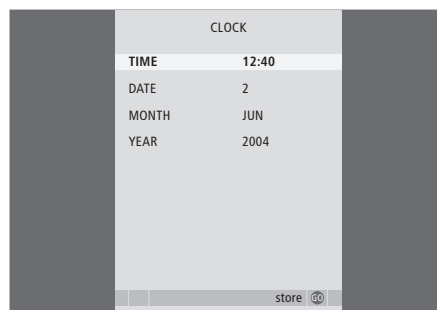 CLOCK
TIME 12:40
DATE 2
MONTH JUN
YEAR 2004
store GO